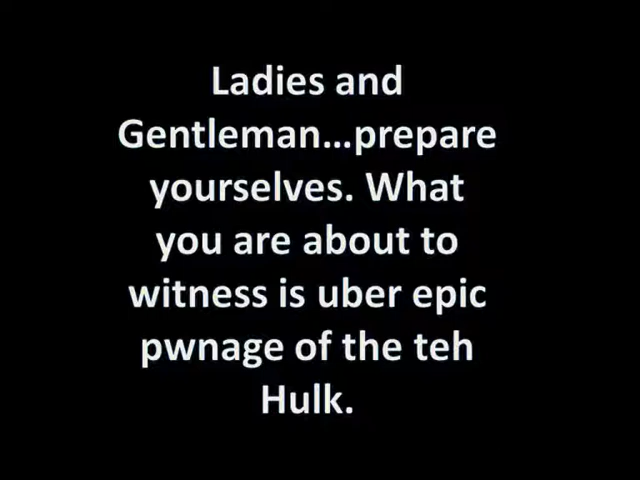 Ladies and
Gentleman...prepare
yourselves. What
you are about to
witness is uber epic
pwnage of the teh
Hulk.